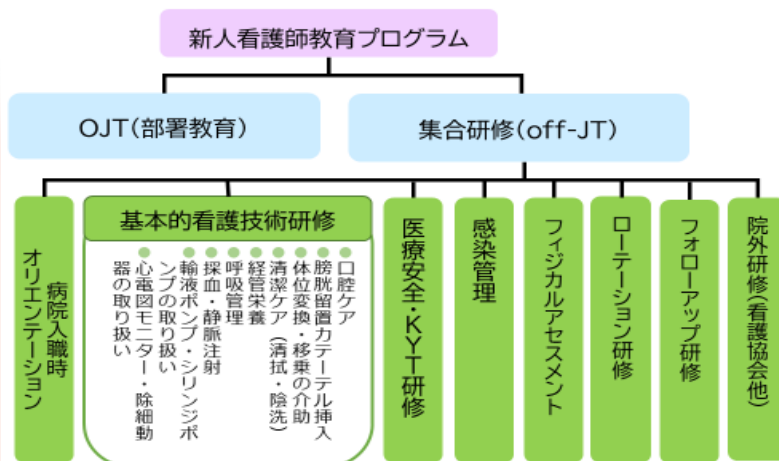 新人看護師教育プログラム
OJT(部署教育)
集合研修(off-JT)
病院入職時
オリエンテーション
基本的看護技術研修
口腔ケア
膀胱留置カテーテル挿入
体位変換・移乗の介助
清潔ケア（清拭・陰洗）
経管栄養
呼吸管理
採血・静脈注射
輸液ポンプ・シリンジポ
ンプの取り扱い
心電図モニター・除細動
器の取り扱い
医療安全・KYT研修
感染管理
フィジカルアセスメント
ローテーション研修
フォローアップ研修
院外研修(看護協会他)